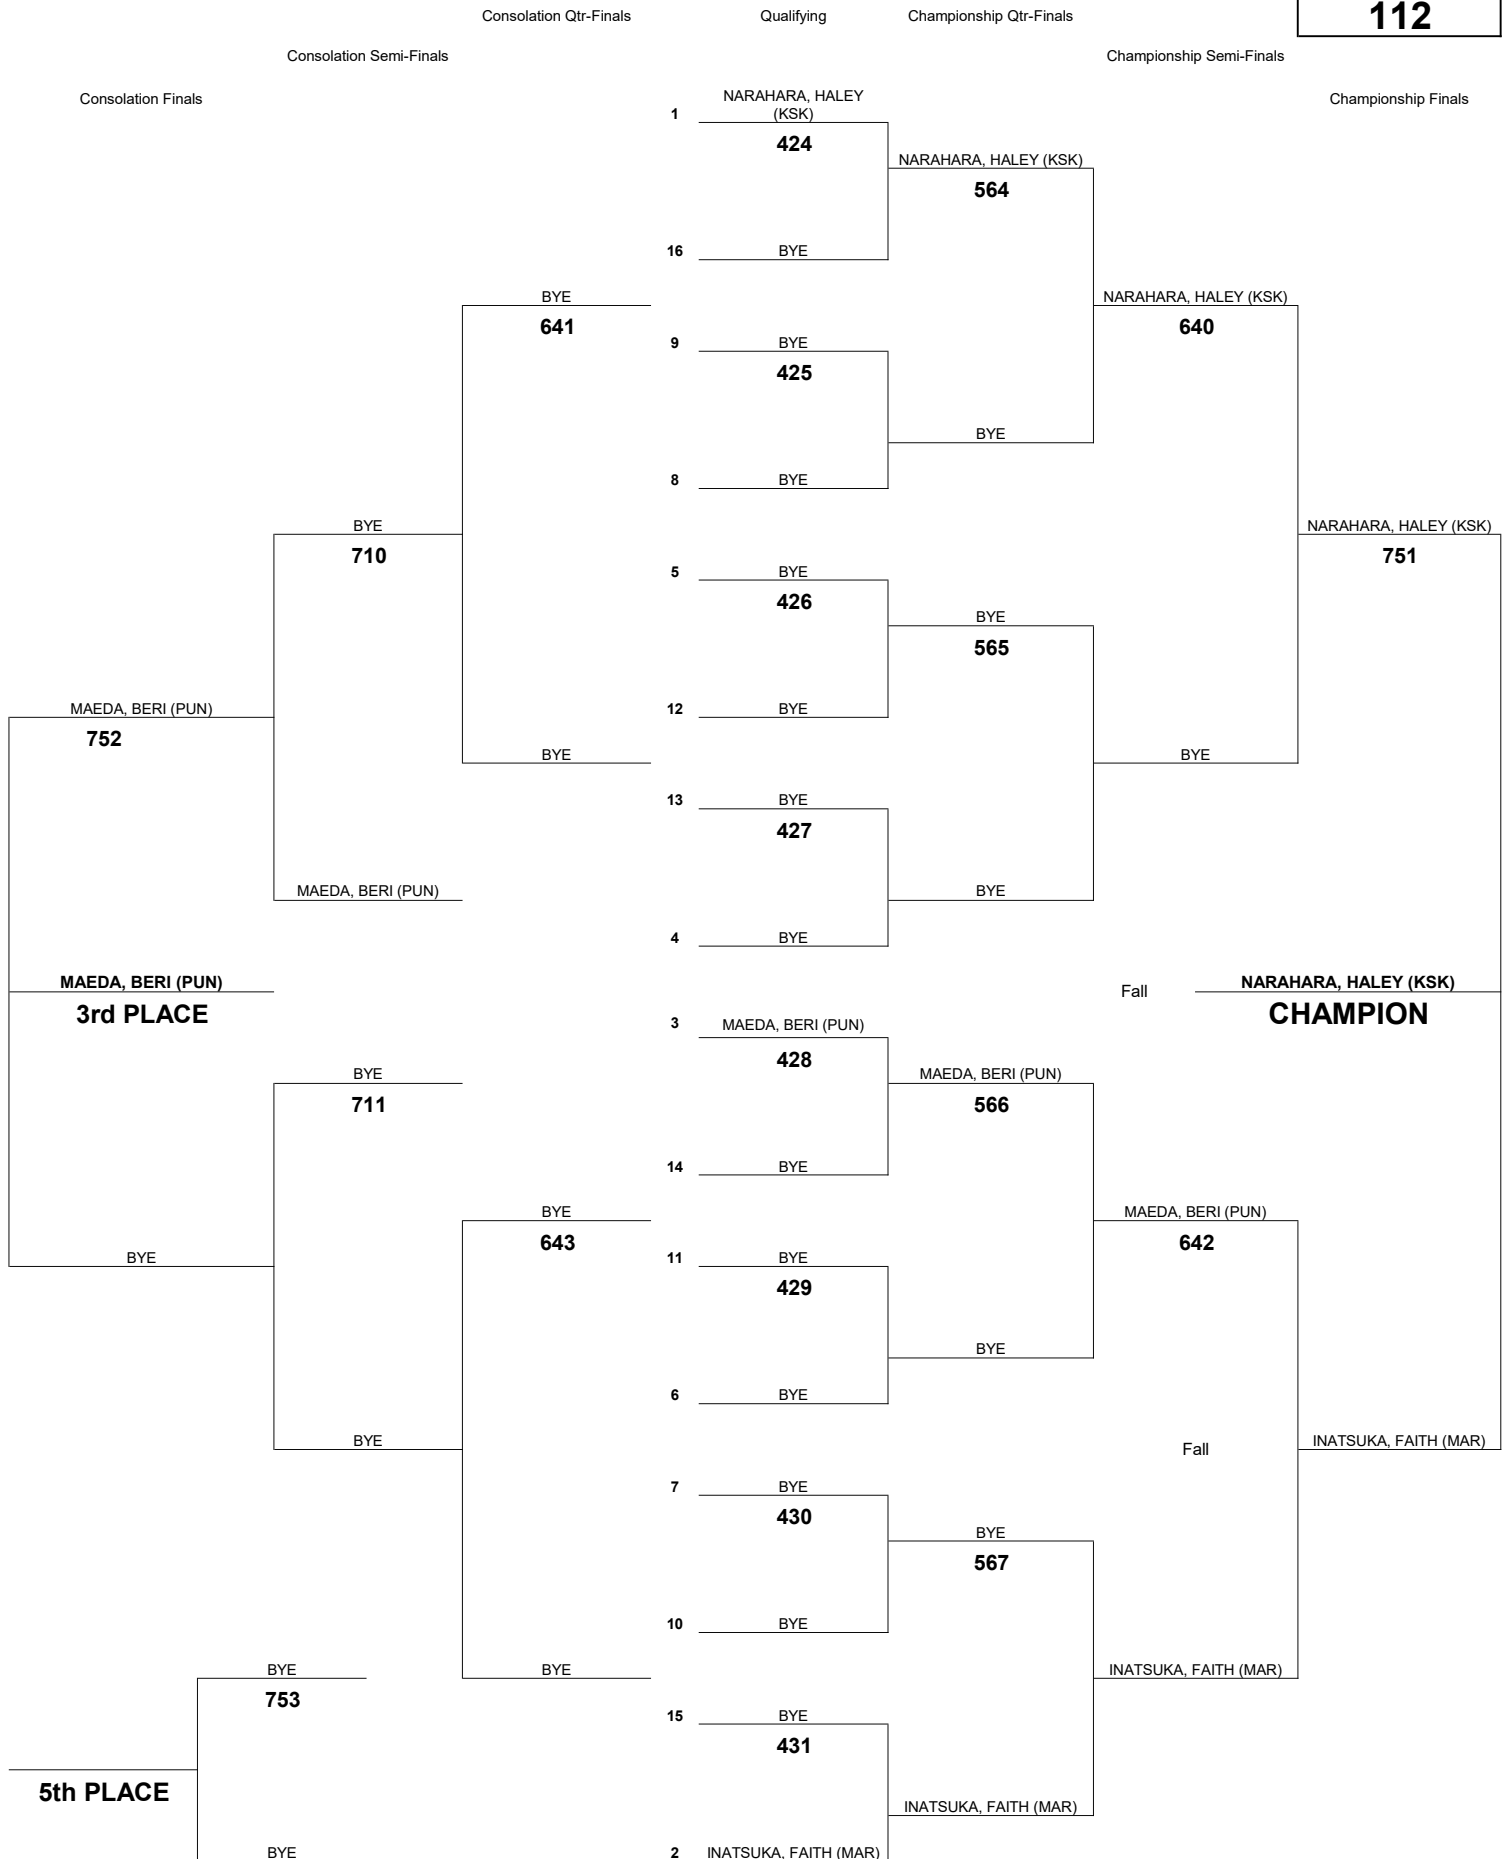 Consolation Qtr-Finals Qualifying Championship Qtr-Finals 112
Consolation Semi-Finals Championship Semi-Finals
Consolation Finals Championship Finals
NARAHARA, HALEY
1 (KSK)
424
NARAHARA, HALEY (KSK)
564
16 BYE
BYE NARAHARA, HALEY (KSK)
641 640
9 BYE
425
BYE
8 BYE
BYE NARAHARA, HALEY (KSK)
710 751
5 BYE
426
BYE
565
12 BYE
MAEDA, BERI (PUN)
752
BYE BYE
13 BYE
427
MAEDA, BERI (PUN) BYE
4 BYE
MAEDA, BERI (PUN) Fall NARAHARA, HALEY (KSK)
3rd PLACE CHAMPION
3 MAEDA, BERI (PUN)
428
BYE MAEDA, BERI (PUN)
711 566
14 BYE
BYE MAEDA, BERI (PUN)
643 642
BYE 11 BYE
429
BYE
6 BYE
BYE Fall INATSUKA, FAITH (MAR)
7 BYE
430
BYE
567
10 BYE
BYE BYE INATSUKA, FAITH (MAR)
753
15 BYE
431
5th PLACE
INATSUKA, FAITH (MAR)
BYE 2 INATSUKA, FAITH (MAR)